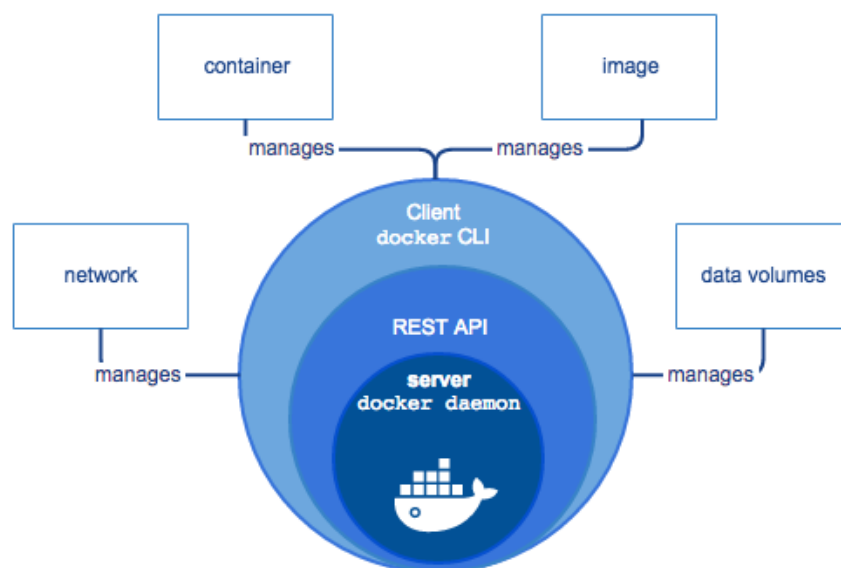 container
image
manages
manages
Client
docker CLI
network
data volumes
REST API
manages
manages
server
docker daemon